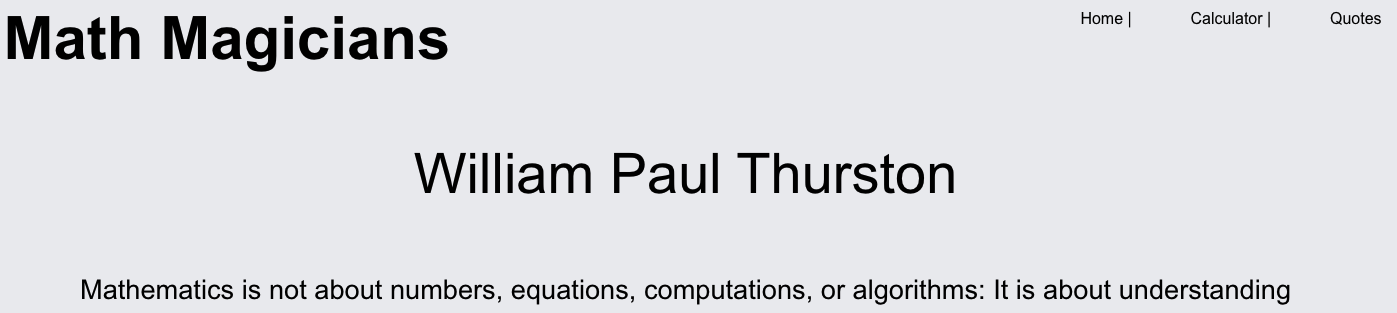 Math Magicians
Home |
Calculator |
Quotes
William Paul Thurston
Mathematics is not about numbers, equations, computations, or algorithms: It is about understanding